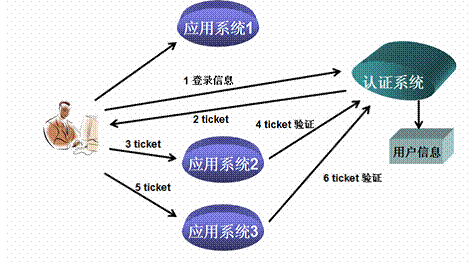 应用系统1
1 登录信息
认证系统
2 ticket
4 ticket 验证
3 ticket
应用系统2
用户信息
5 ticket
6 ticket 验证
应用系统3